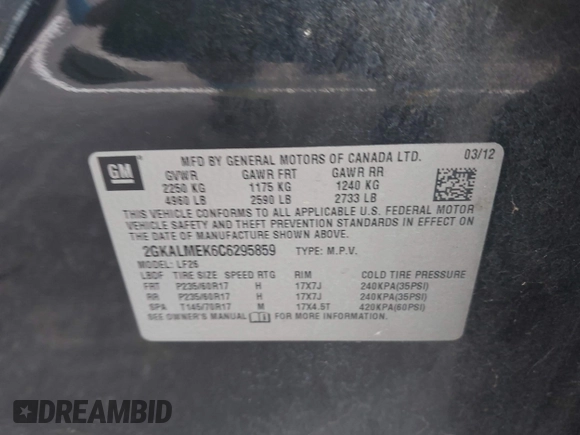 GM
MFD BY GENERAL MOTORS OF CANADA LTD. 03/12
GVWR GAWR FRT GAWR RR
2250 KG 1175 KG 1240 KG
4960 LB 2590 LB 2733 LB
THIS VEHICLE CONFORMS TO ALL APPLICABLE U.S. FEDERAL MOTOR
VEHICLE SAFETY AND THEFT PREVENTION STANDARDS IN EFFECT ON
THE DATE OF MANUFACTURE SHOWN ABOVE.
2GKALMEK6C6295859 TYPE: M.P.V.
MODEL: LF26
LBDF TIRE SIZE SPEED RTG RIM COLD TIRE PRESSURE
FRT P235/60R17 H 17X7J 240KPA(35PSI)
RR P235/60R17 H 17X7J 240KPA(35PSI)
SPA T145/70R17 M 17X4.5T 420KPA(60PSI)
SEE OWNER'S MANUAL FOR MORE INFORMATION.
DREAMBID